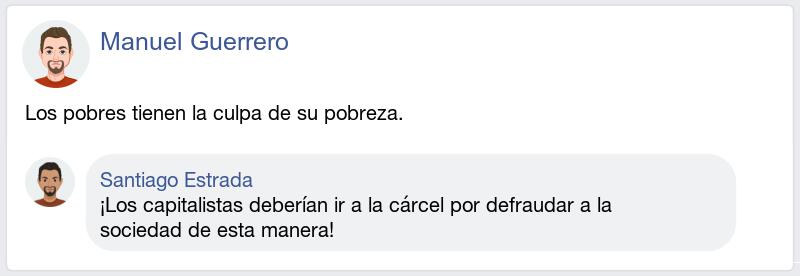 Manuel Guerrero
Los pobres tienen la culpa de su pobreza.
Santiago Estrada
¡Los capitalistas deberían ir a la cárcel por defraudar a la
sociedad de esta manera!